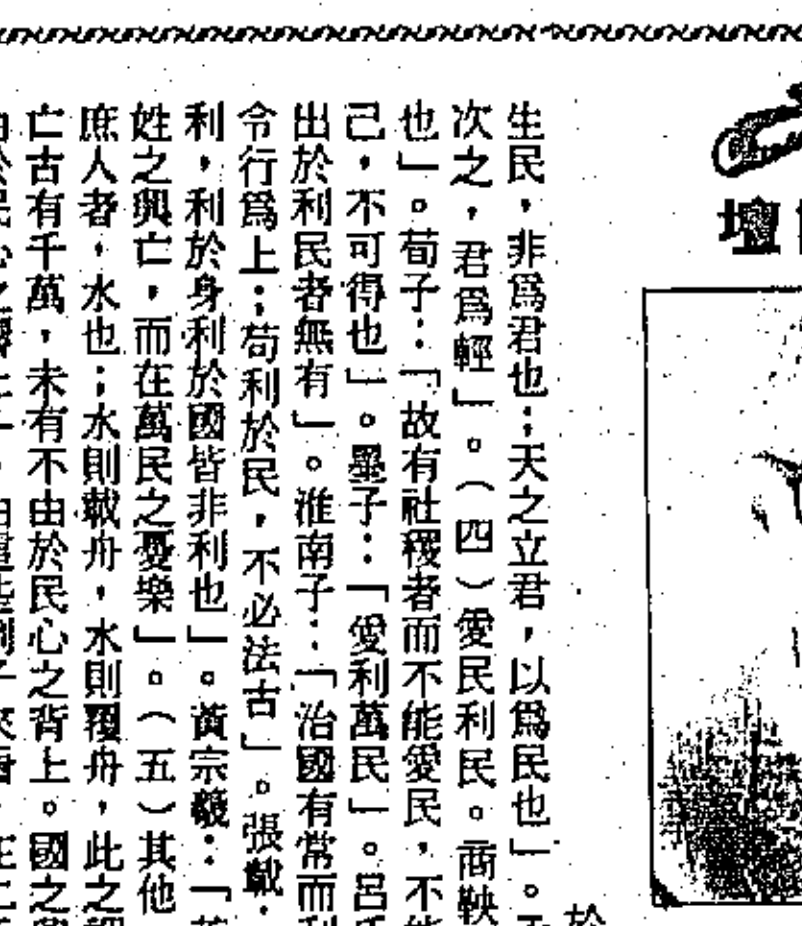 壇
於
生民，非爲君也；天之立君，以爲民也」。
次之，君爲輕」。（四）愛民利民。商鞅
也」。荀子：「故有社稷者而不能愛民，不能
己，不可得也」。墨子：「愛利萬民」。呂氏
出於利民者無有」。淮南子：「治國有常而利
令行爲上；苟利於民，不必法古」。張載：
利，利於身利於國皆非利也」。黃宗羲：「
姓之興亡，而在萬民之憂樂」。（五）其他
庶人者，水也；水則載舟，水則覆舟，此之謂
亡古有千萬，未有不由於民心之背上。國之興